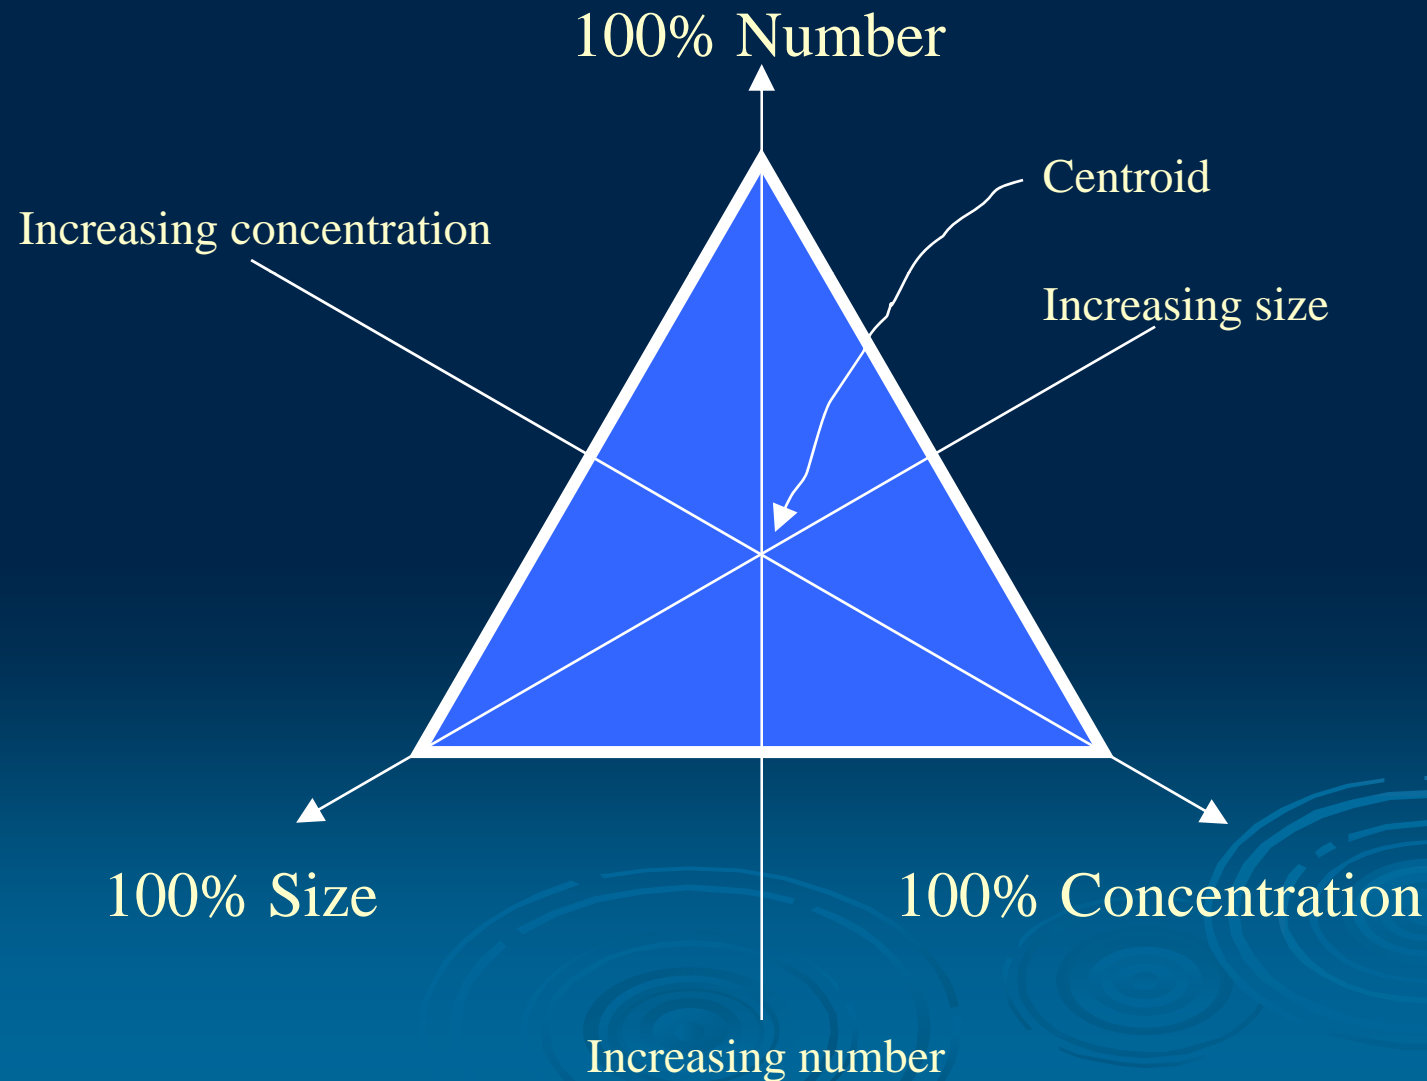 100% Number
Centroid
Increasing concentration
Increasing size
100% Size
100% Concentration
Increasing number